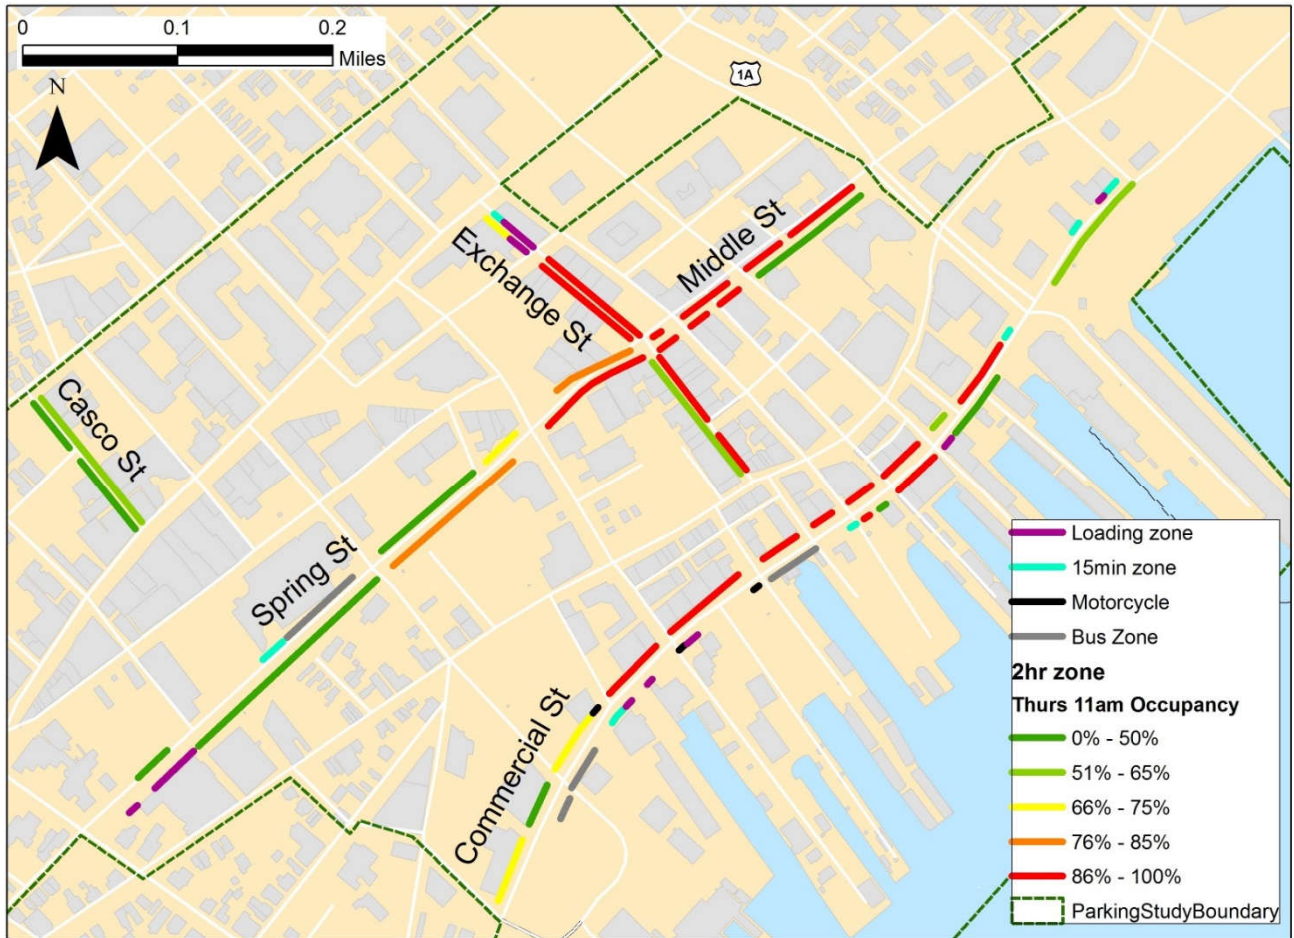 0 0.1 0.2
Miles
N
1A
Middle St
Exchange St
Casco St
Spring St
Commercial St
Loading zone
15min zone
Motorcycle
Bus Zone
2hr zone
Thurs 11am Occupancy
0% - 50%
51% - 65%
66% - 75%
76% - 85%
86% - 100%
ParkingStudyBoundary